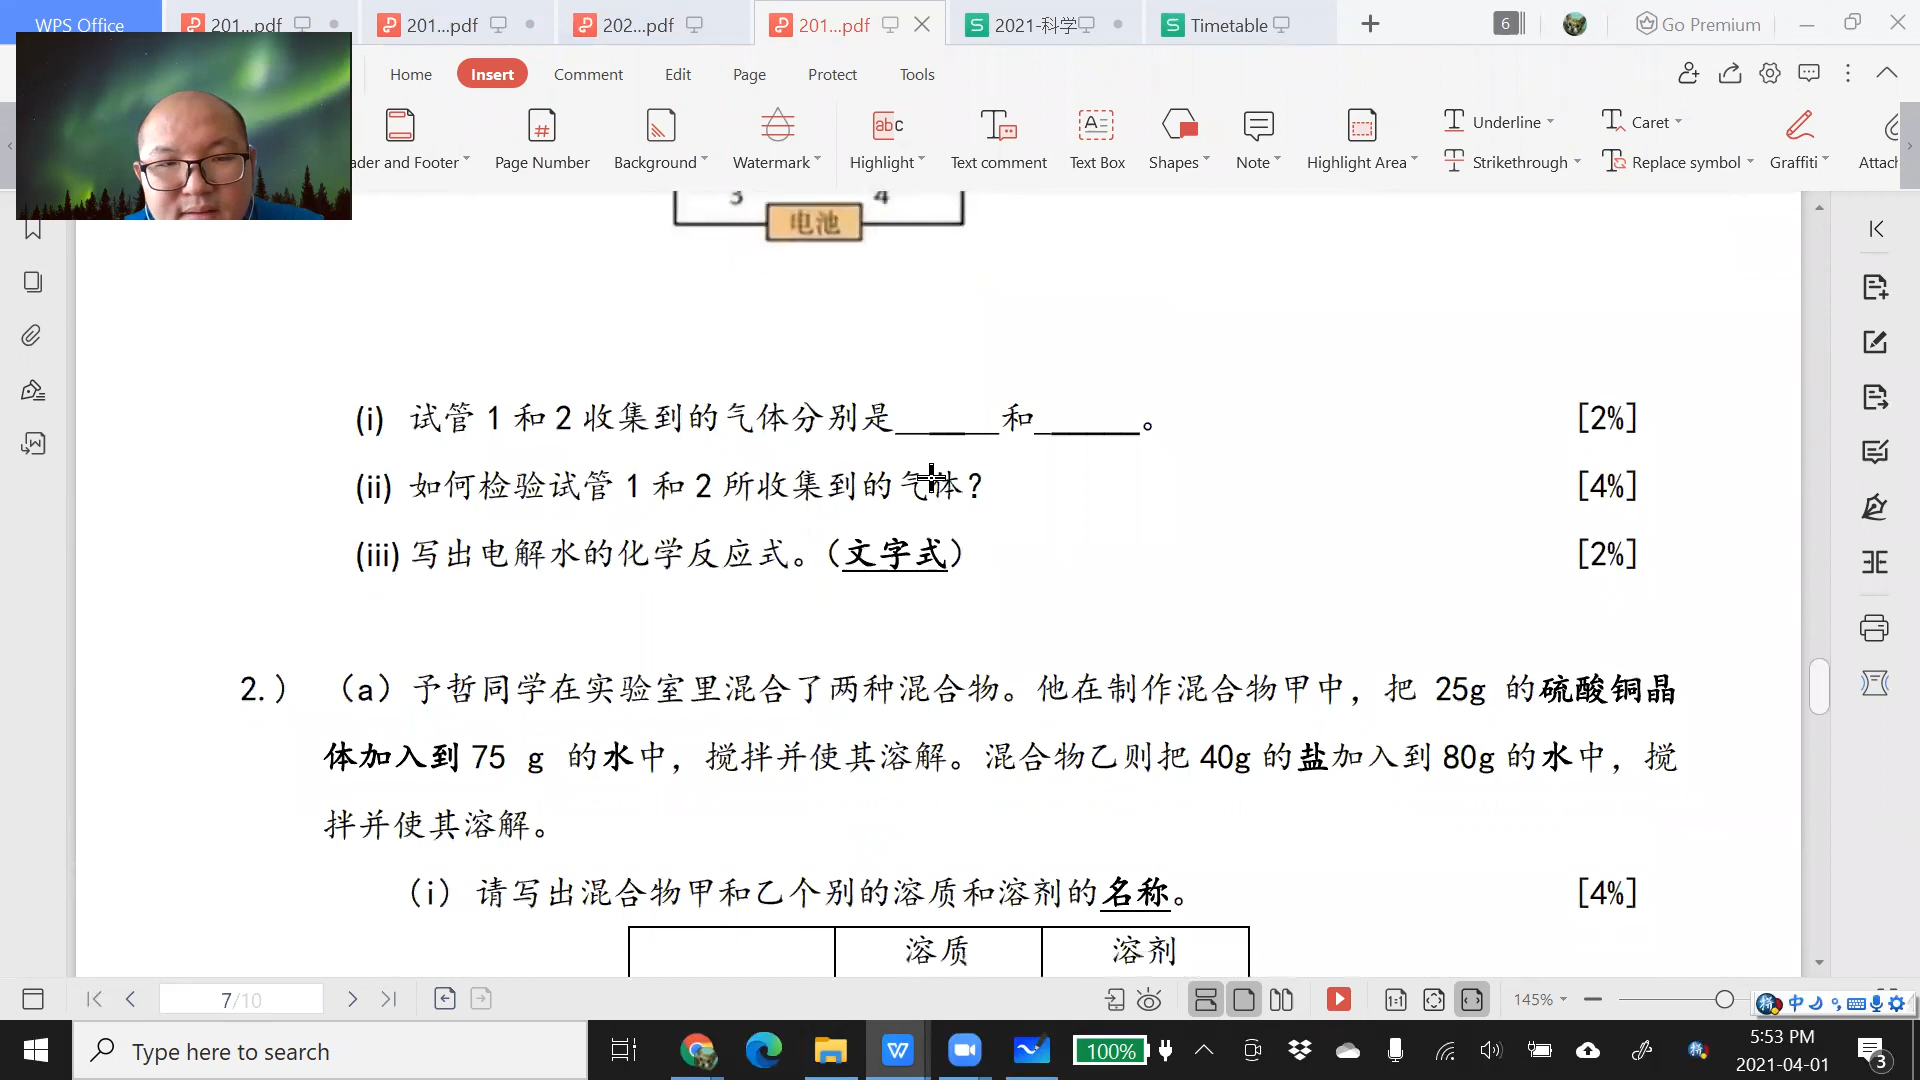 WPS Office
201...pdf
201...pdf
202...pdf
201...pdf
2021-科学
Timetable
6
Go Premium
Home
Insert
Comment
Edit
Page
Protect
Tools
ader and Footer
Page Number
Background
Watermark
Highlight
Text comment
Text Box
Shapes
Note
Highlight Area
Underline
Strikethrough
Caret
Replace symbol
Graffiti
Attach
3 4
电池
(i) 试管 1 和 2 收集到的气体分别是______和______。 [2%]
(ii) 如何检验试管 1 和 2 所收集到的气体? [4%]
(iii) 写出电解水的化学反应式。(文字式) [2%]
2.) (a) 予哲同学在实验室里混合了两种混合物。他在制作混合物甲中，把 25g 的硫酸铜晶
体加入到 75 g 的水中，搅拌并使其溶解。混合物乙则把 40g 的盐加入到 80g 的水中，搅
拌并使其溶解。
(i) 请写出混合物甲和乙个别的溶质和溶剂的名称。 [4%]
溶质 溶剂
7/10
145%
中
Type here to search
100%
5:53 PM
2021-04-01
3